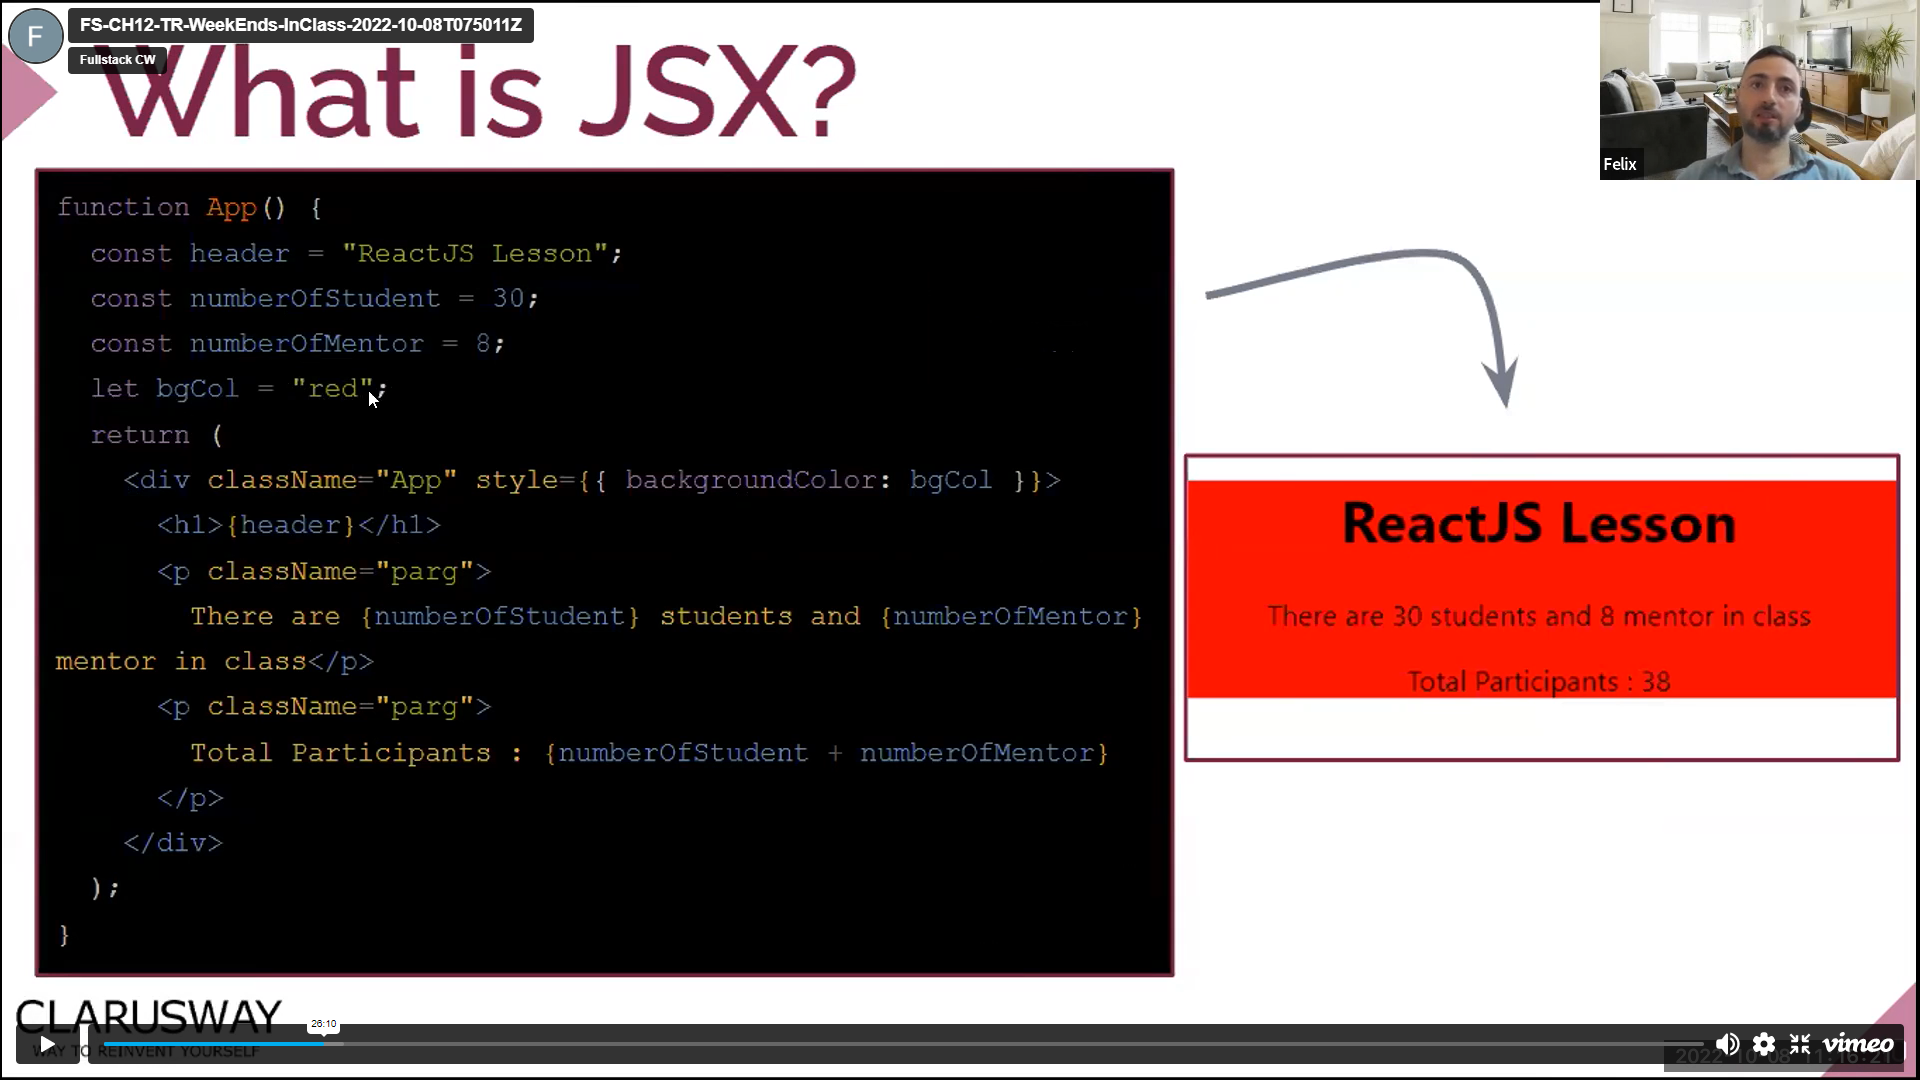 FS-CH12-TR-WeekEnds-InClass-2022-10-08T075011Z
F
Fullstack CW
What is JSX?
Felix
function App() {
const header = "ReactJS Lesson";
const numberOfStudent = 30;
const numberOfMentor = 8;
let bgCol = "red";
return (
<div className="App" style={{ backgroundColor: bgCol }}>
<h1>{header}</h1>
<p className="parg">
There are {numberOfStudent} students and {numberOfMentor}
mentor in class</p>
<p className="parg">
Total Participants : {numberOfStudent + numberOfMentor}
</p>
</div>
);
}
ReactJS Lesson
There are 30 students and 8 mentor in class
Total Participants : 38
CLARUSWAY
WAY TO REINVENT YOURSELF
26:10
vimeo
2022-10-08 11:16:21